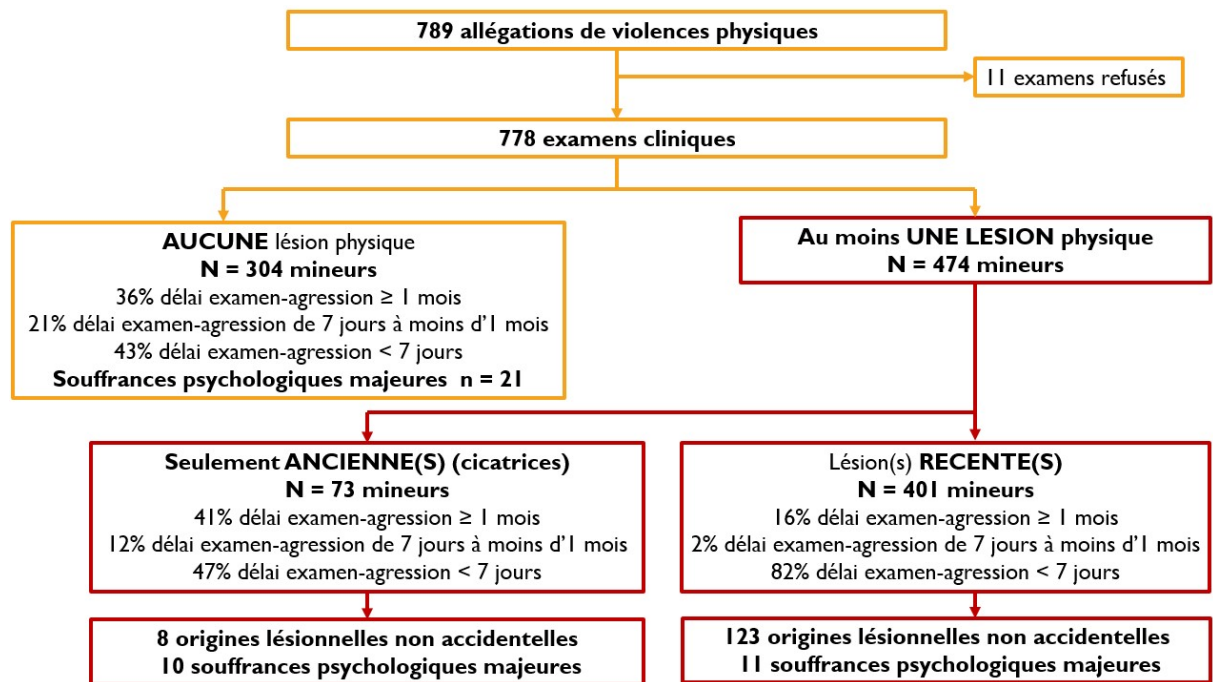 789 allégations de violences physiques
11 examens refusés
778 examens cliniques
AUCUNE lésion physique
N = 304 mineurs
36% délai examen-agression ≥ 1 mois
21% délai examen-agression de 7 jours à moins d'1 mois
43% délai examen-agression < 7 jours
Souffrances psychologiques majeures n = 21
Au moins UNE LESION physique
N = 474 mineurs
Seulement ANCIENNE(S) (cicatrices)
N = 73 mineurs
41% délai examen-agression ≥ 1 mois
12% délai examen-agression de 7 jours à moins d'1 mois
47% délai examen-agression < 7 jours
Lésion(s) RECENTE(S)
N = 401 mineurs
16% délai examen-agression ≥ 1 mois
2% délai examen-agression de 7 jours à moins d'1 mois
82% délai examen-agression < 7 jours
8 origines lésionnelles non accidentelles
10 souffrances psychologiques majeures
123 origines lésionnelles non accidentelles
11 souffrances psychologiques majeures